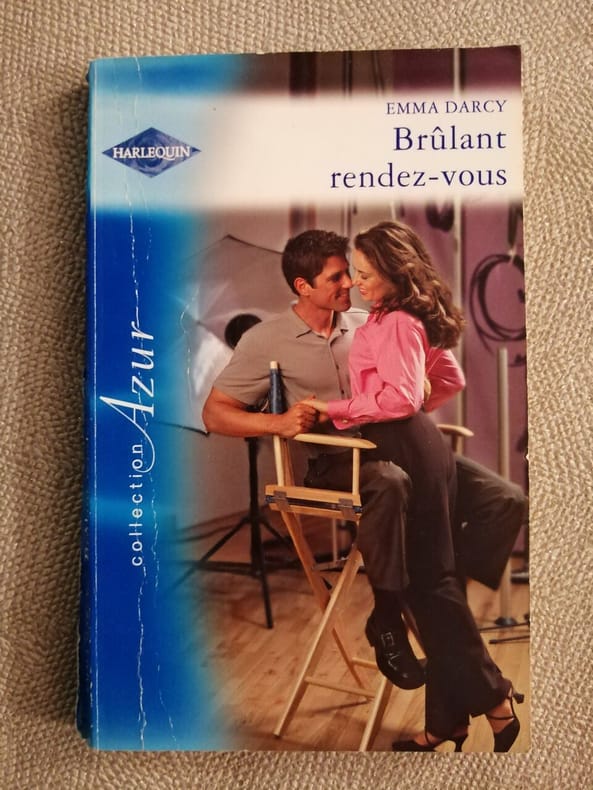 EMMA DARCY
Brûlant
rendez-vous
HARLEQUIN
collection Azur